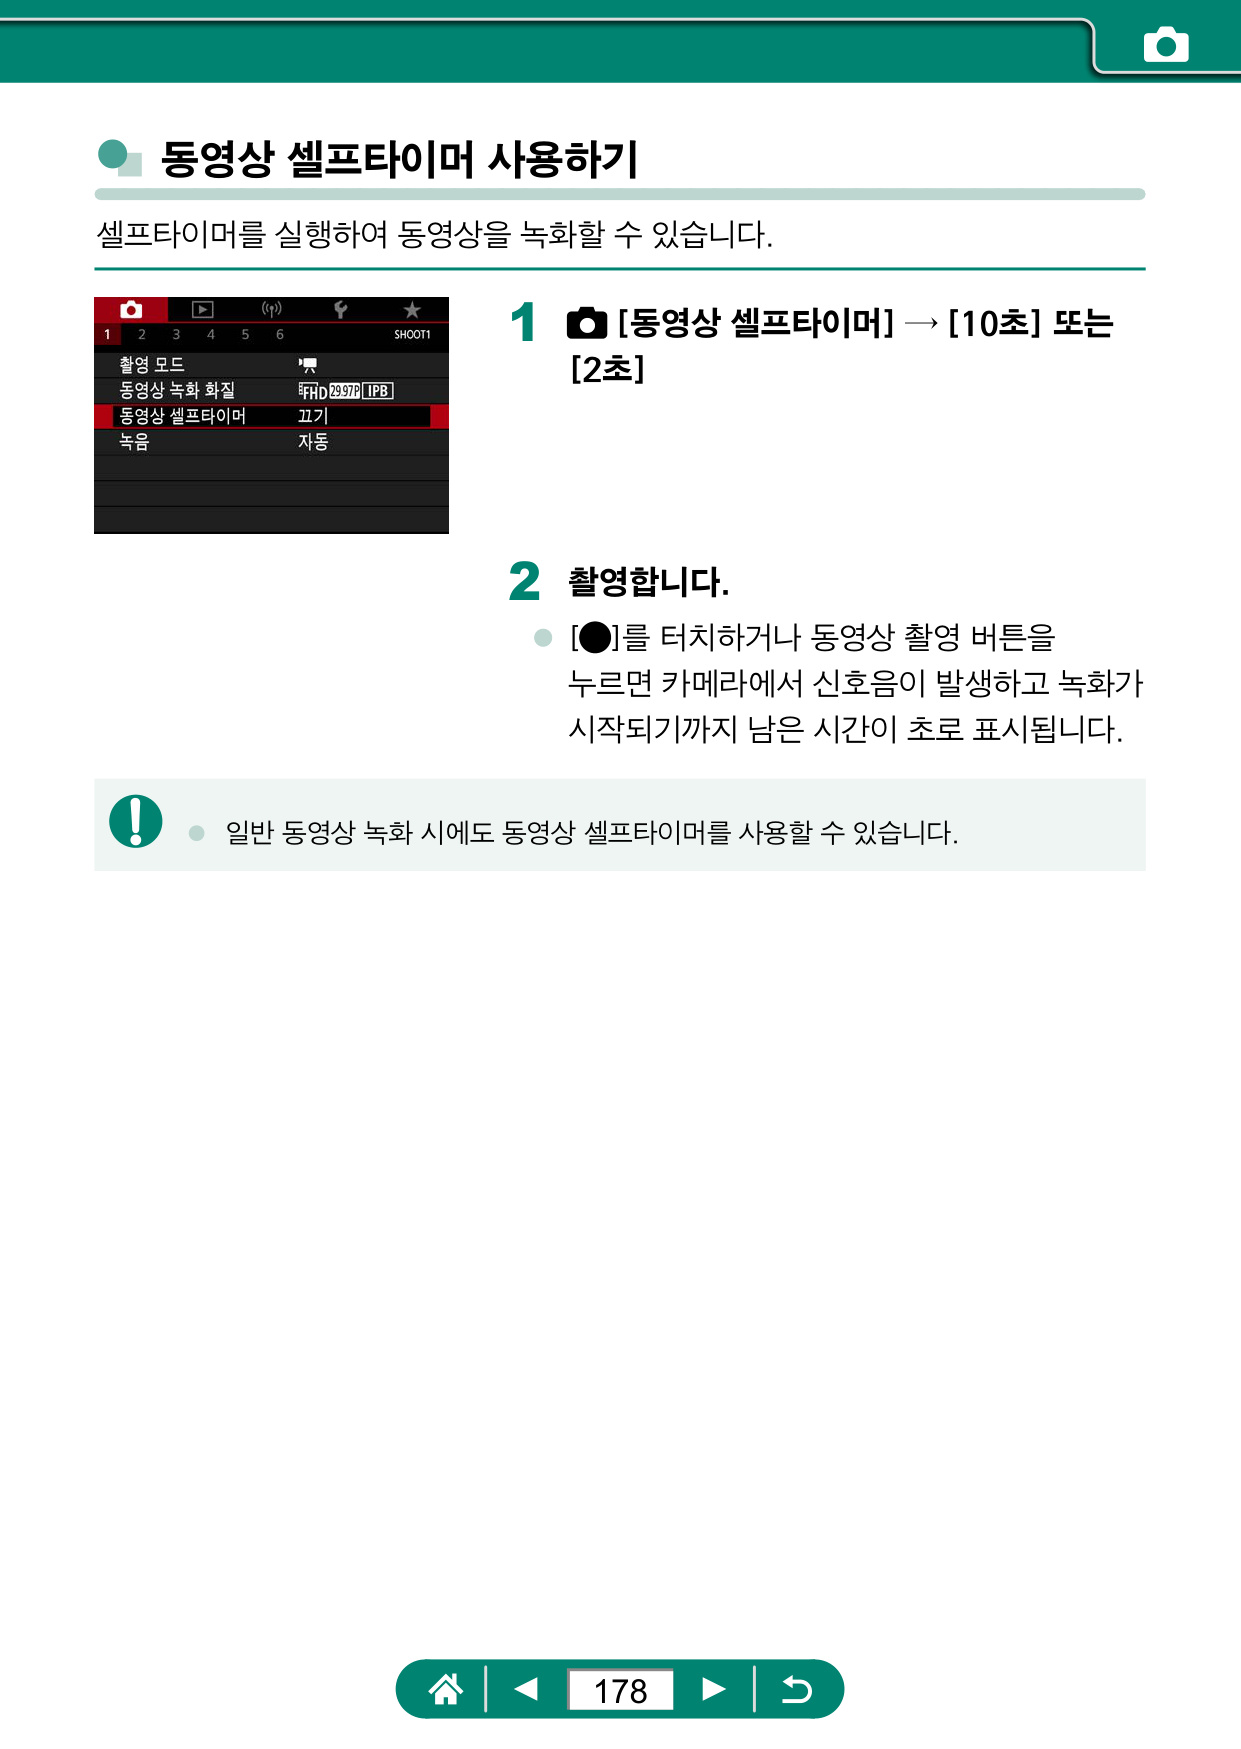 동영상 셀프타이머 사용하기
셀프타이머를 실행하여 동영상을 녹화할 수 있습니다.
1 2 3 4 5 6 SHOOT1
촬영 모드
동영상 녹화 화질 FHD 29.97P IPB
동영상 셀프타이머 끄기
녹음 자동
1 [동영상 셀프타이머] → [10초] 또는
[2초]
2 촬영합니다.
[●]를 터치하거나 동영상 촬영 버튼을
누르면 카메라에서 신호음이 발생하고 녹화가
시작되기까지 남은 시간이 초로 표시됩니다.
일반 동영상 녹화 시에도 동영상 셀프타이머를 사용할 수 있습니다.
178